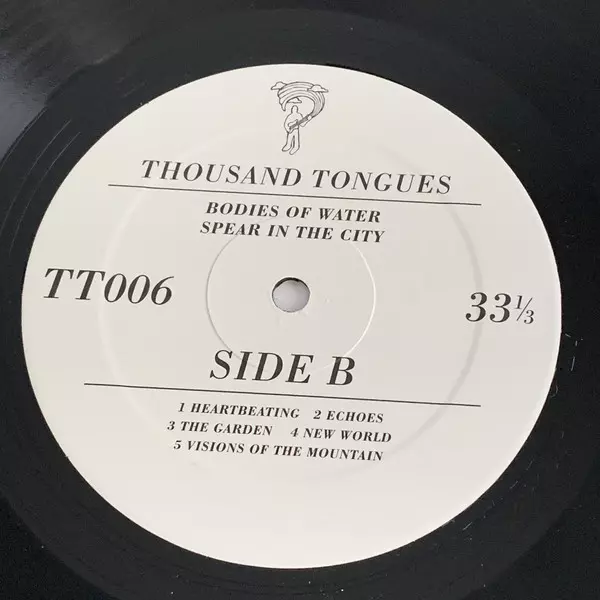 THOUSAND TONGUES
BODIES OF WATER
SPEAR IN THE CITY
TT006
33⅓
SIDE B
1 HEARTBEATING 2 ECHOES
3 THE GARDEN 4 NEW WORLD
5 VISIONS OF THE MOUNTAIN